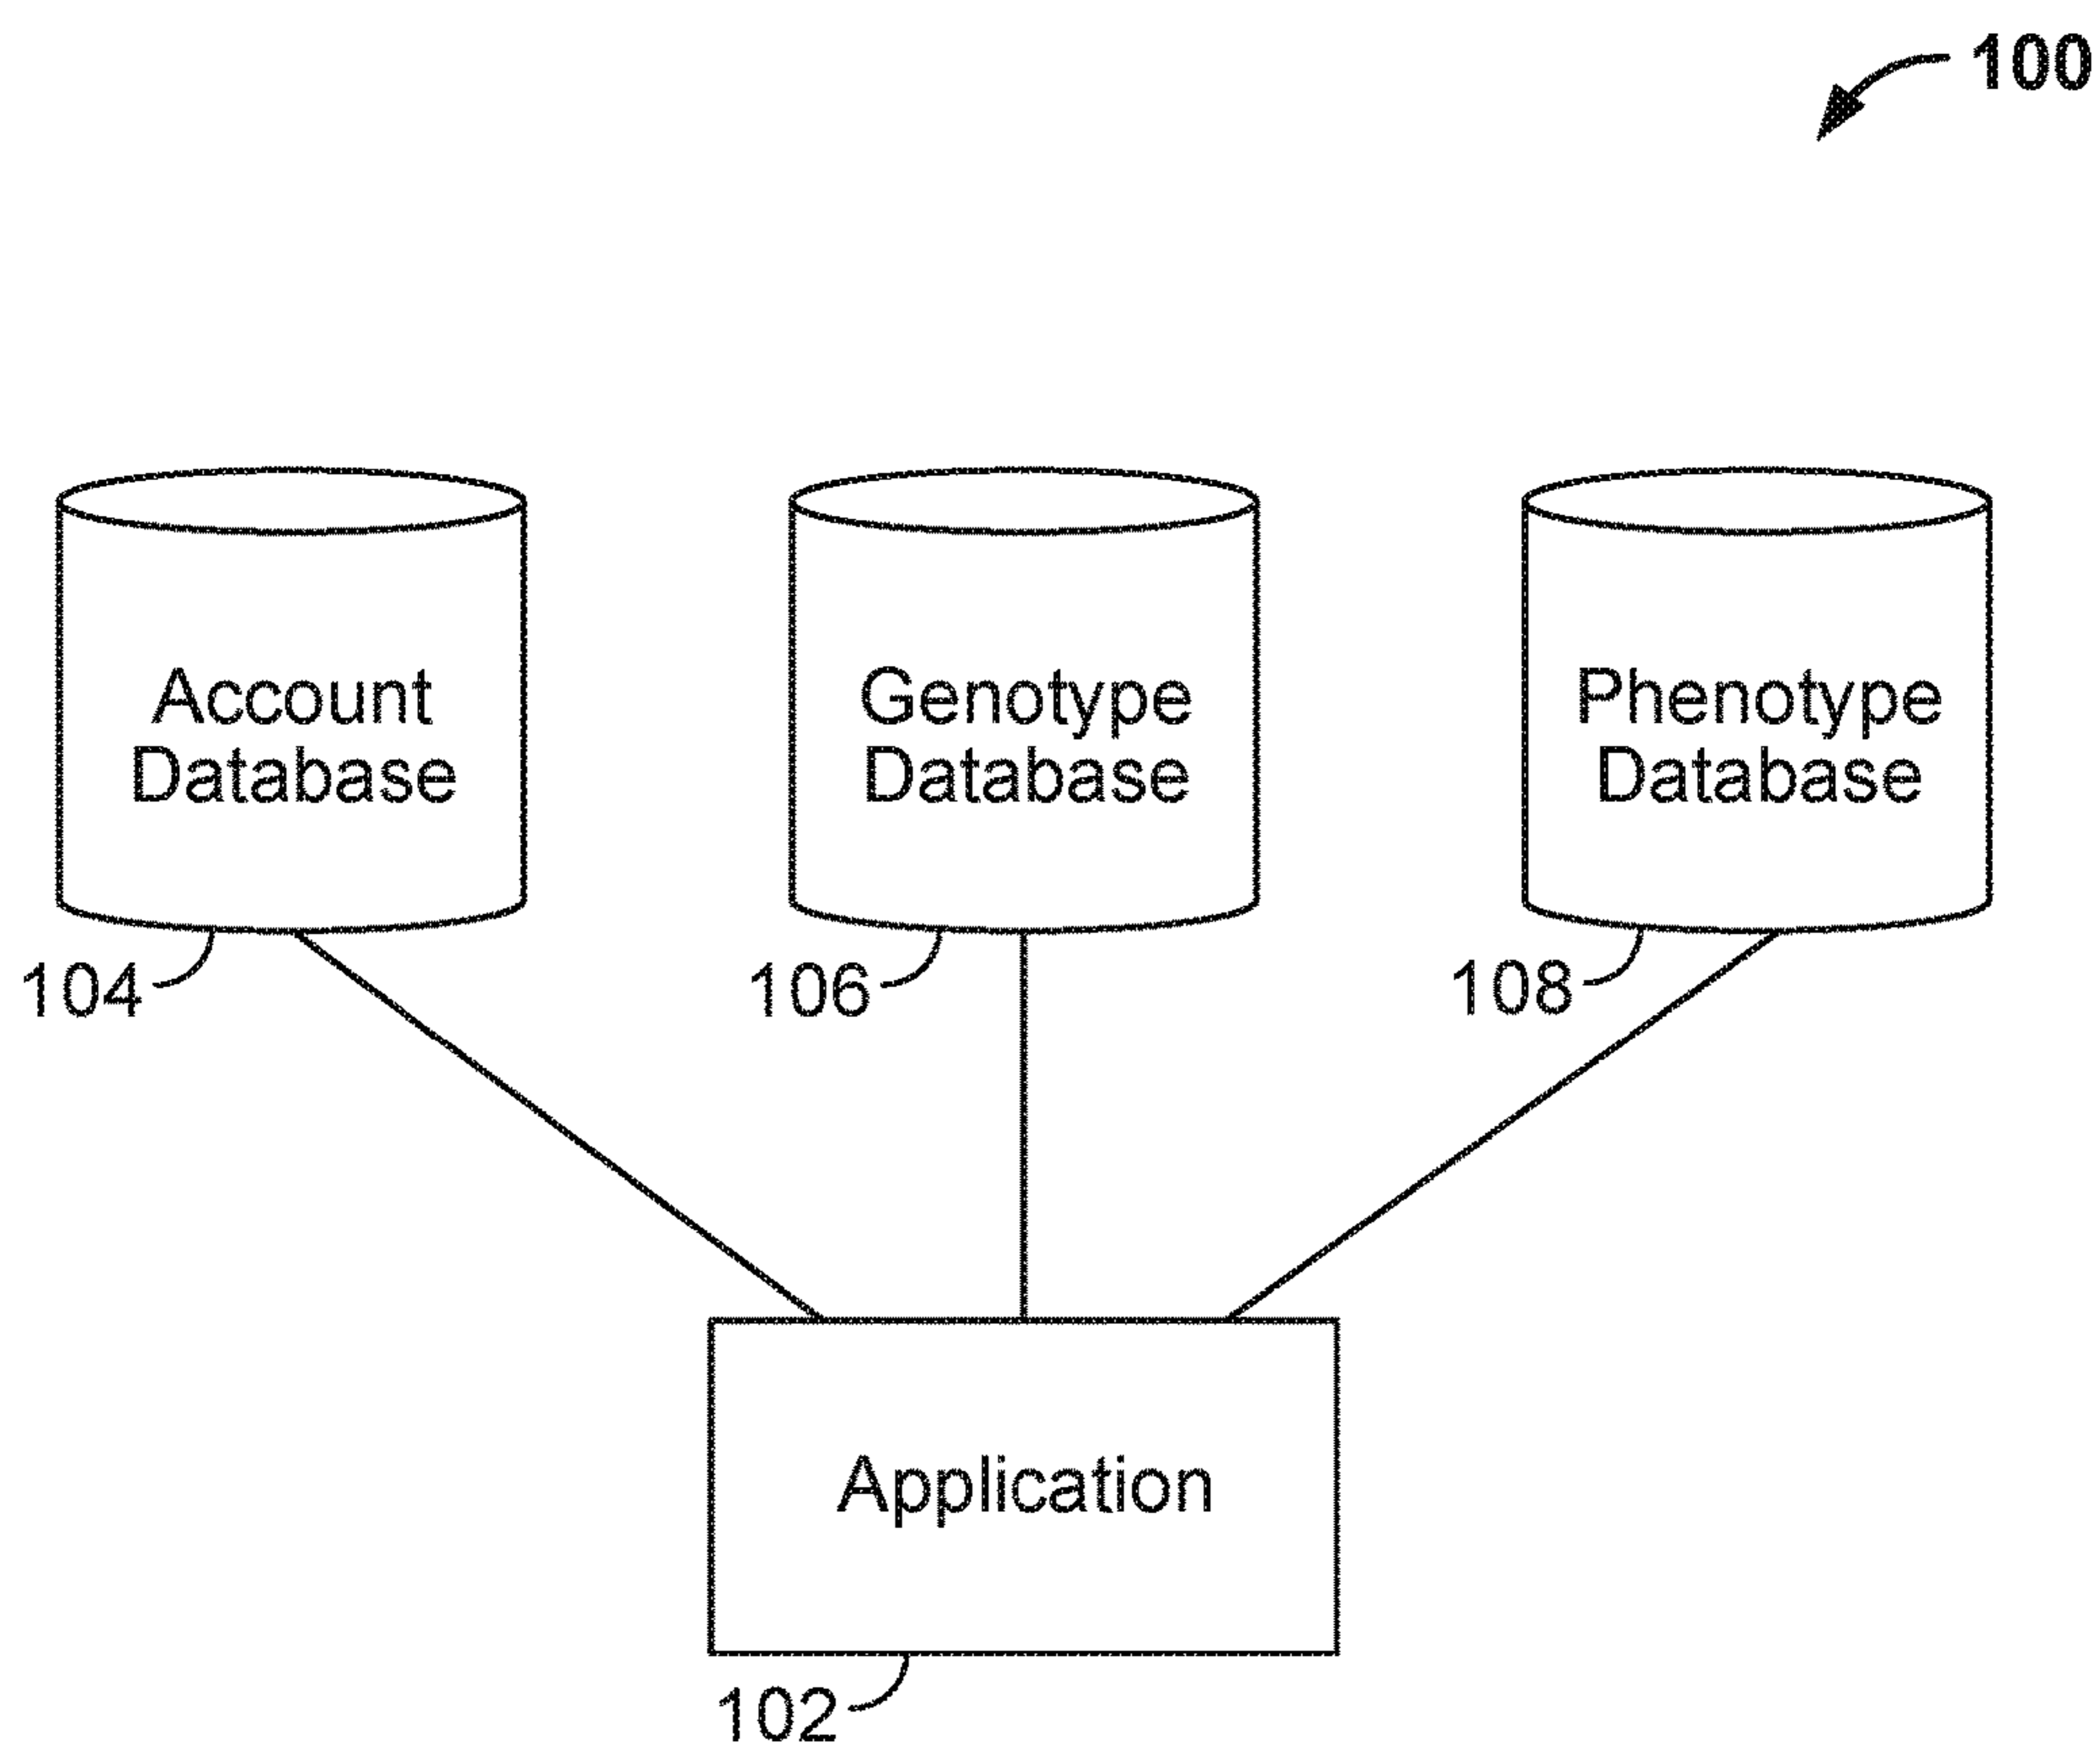 100
Account
Database
Genotype
Database
Phenotype
Database
104
106
108
Application
102